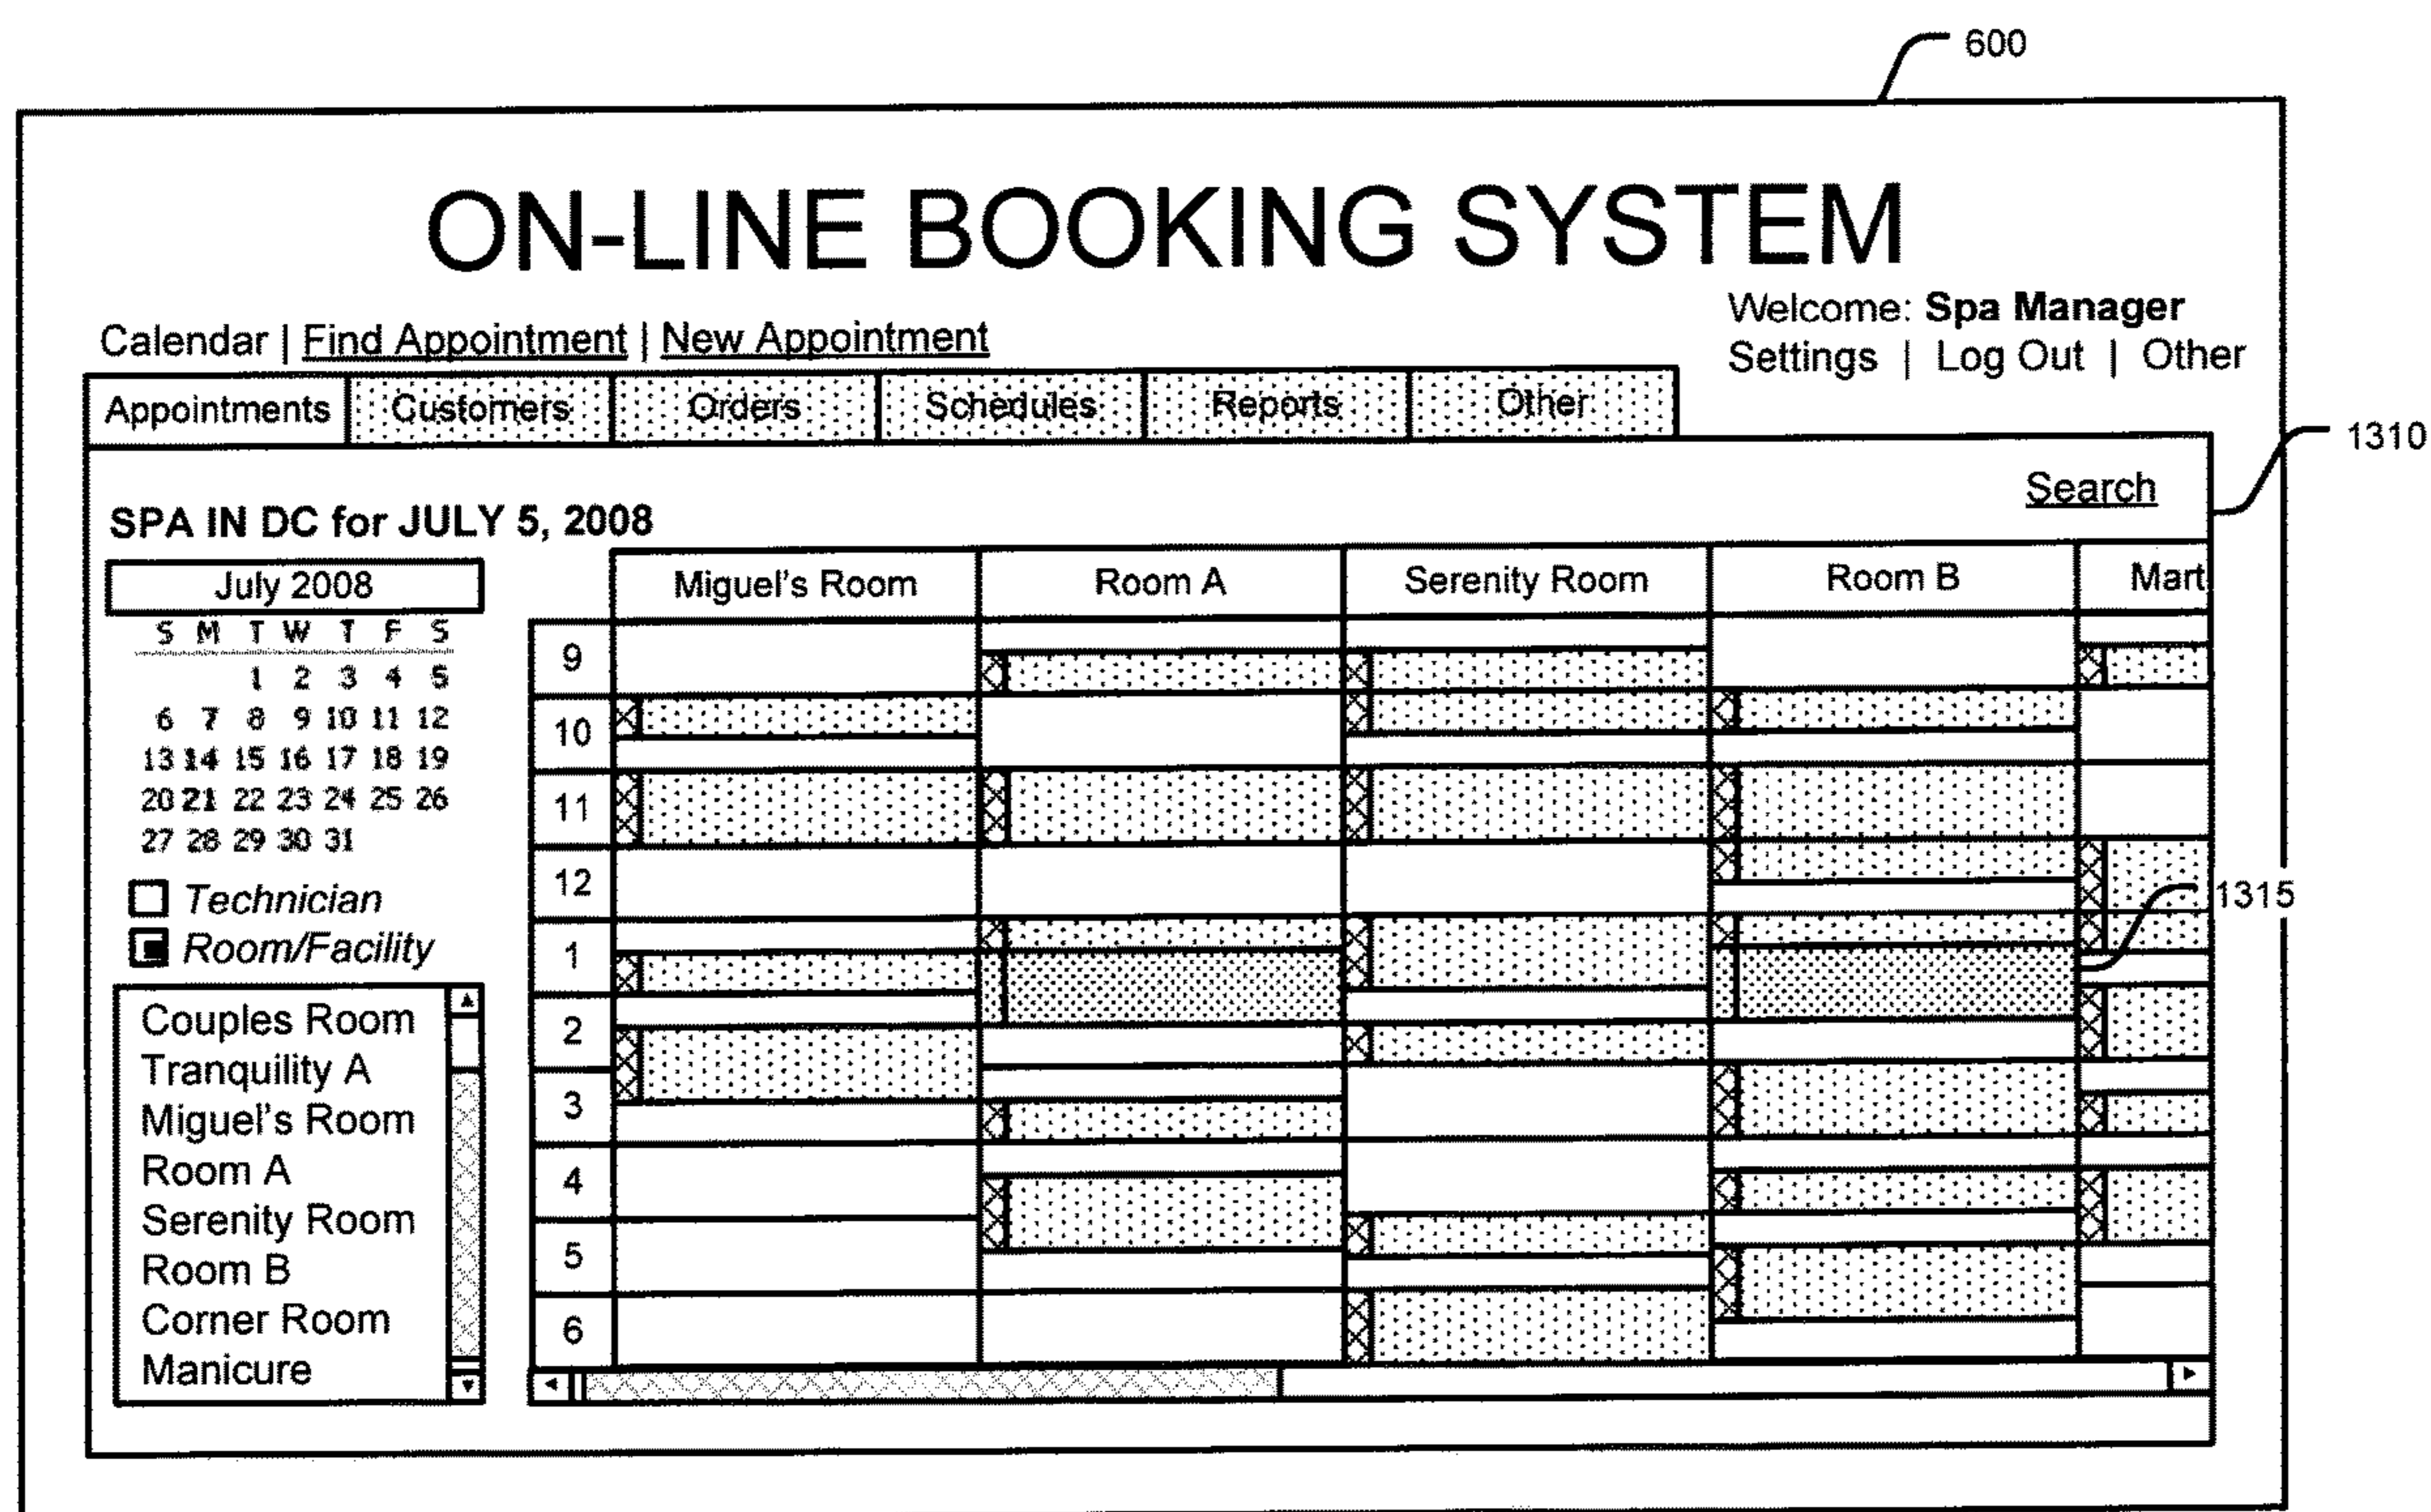 600
ON-LINE BOOKING SYSTEM
Welcome: Spa Manager
Calendar | Find Appointment | New Appointment
Settings | Log Out | Other
Appointments Customers Orders Schedules Reports Other
1310
Search
SPA IN DC for JULY 5, 2008
July 2008
Miguel's Room Room A Serenity Room Room B Mart
S M T W T F S
1 2 3 4 5
6 7 8 9 10 11 12
13 14 15 16 17 18 19
20 21 22 23 24 25 26
27 28 29 30 31
Technician
Room/Facility
Couples Room
Tranquility A
Miguel's Room
Room A
Serenity Room
Room B
Corner Room
Manicure
9
10
11
12
1
2
3
4
5
6
1315